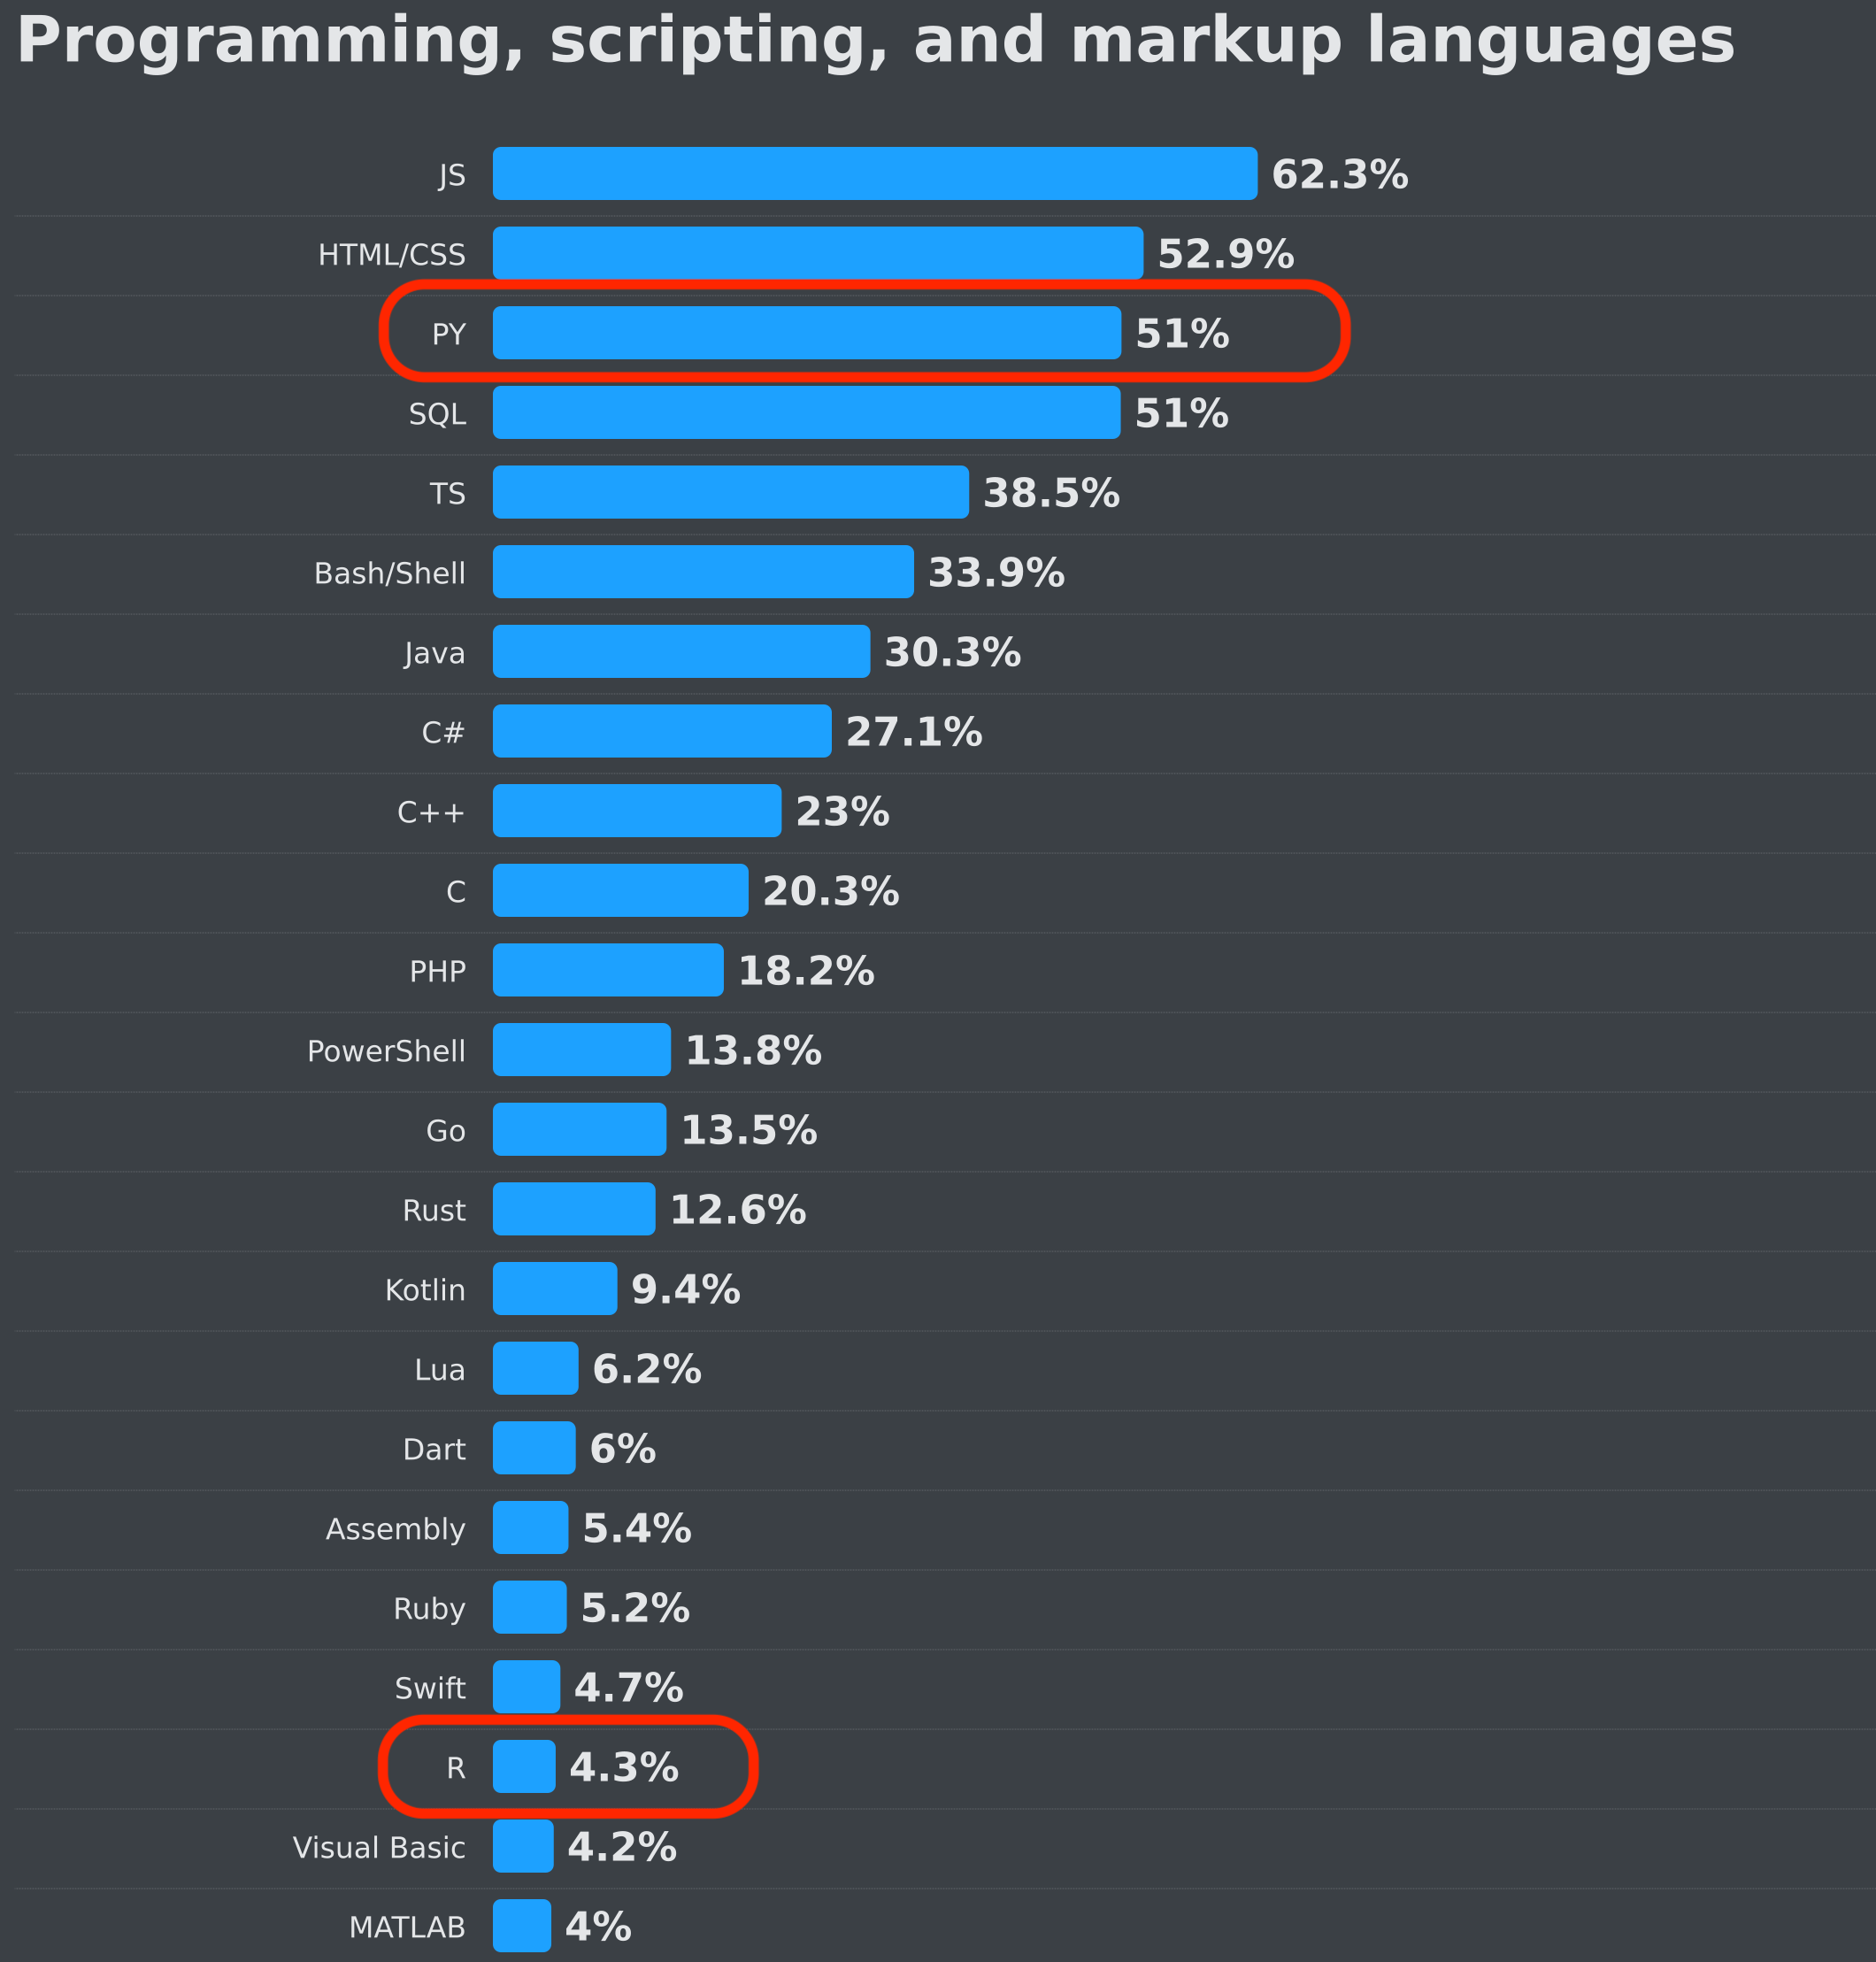 Programming, scripting, and markup languages
JS 62.3%
HTML/CSS 52.9%
PY 51%
SQL 51%
TS 38.5%
Bash/Shell 33.9%
Java 30.3%
C# 27.1%
C++ 23%
C 20.3%
PHP 18.2%
PowerShell 13.8%
Go 13.5%
Rust 12.6%
Kotlin 9.4%
Lua 6.2%
Dart 6%
Assembly 5.4%
Ruby 5.2%
Swift 4.7%
R 4.3%
Visual Basic 4.2%
MATLAB 4%